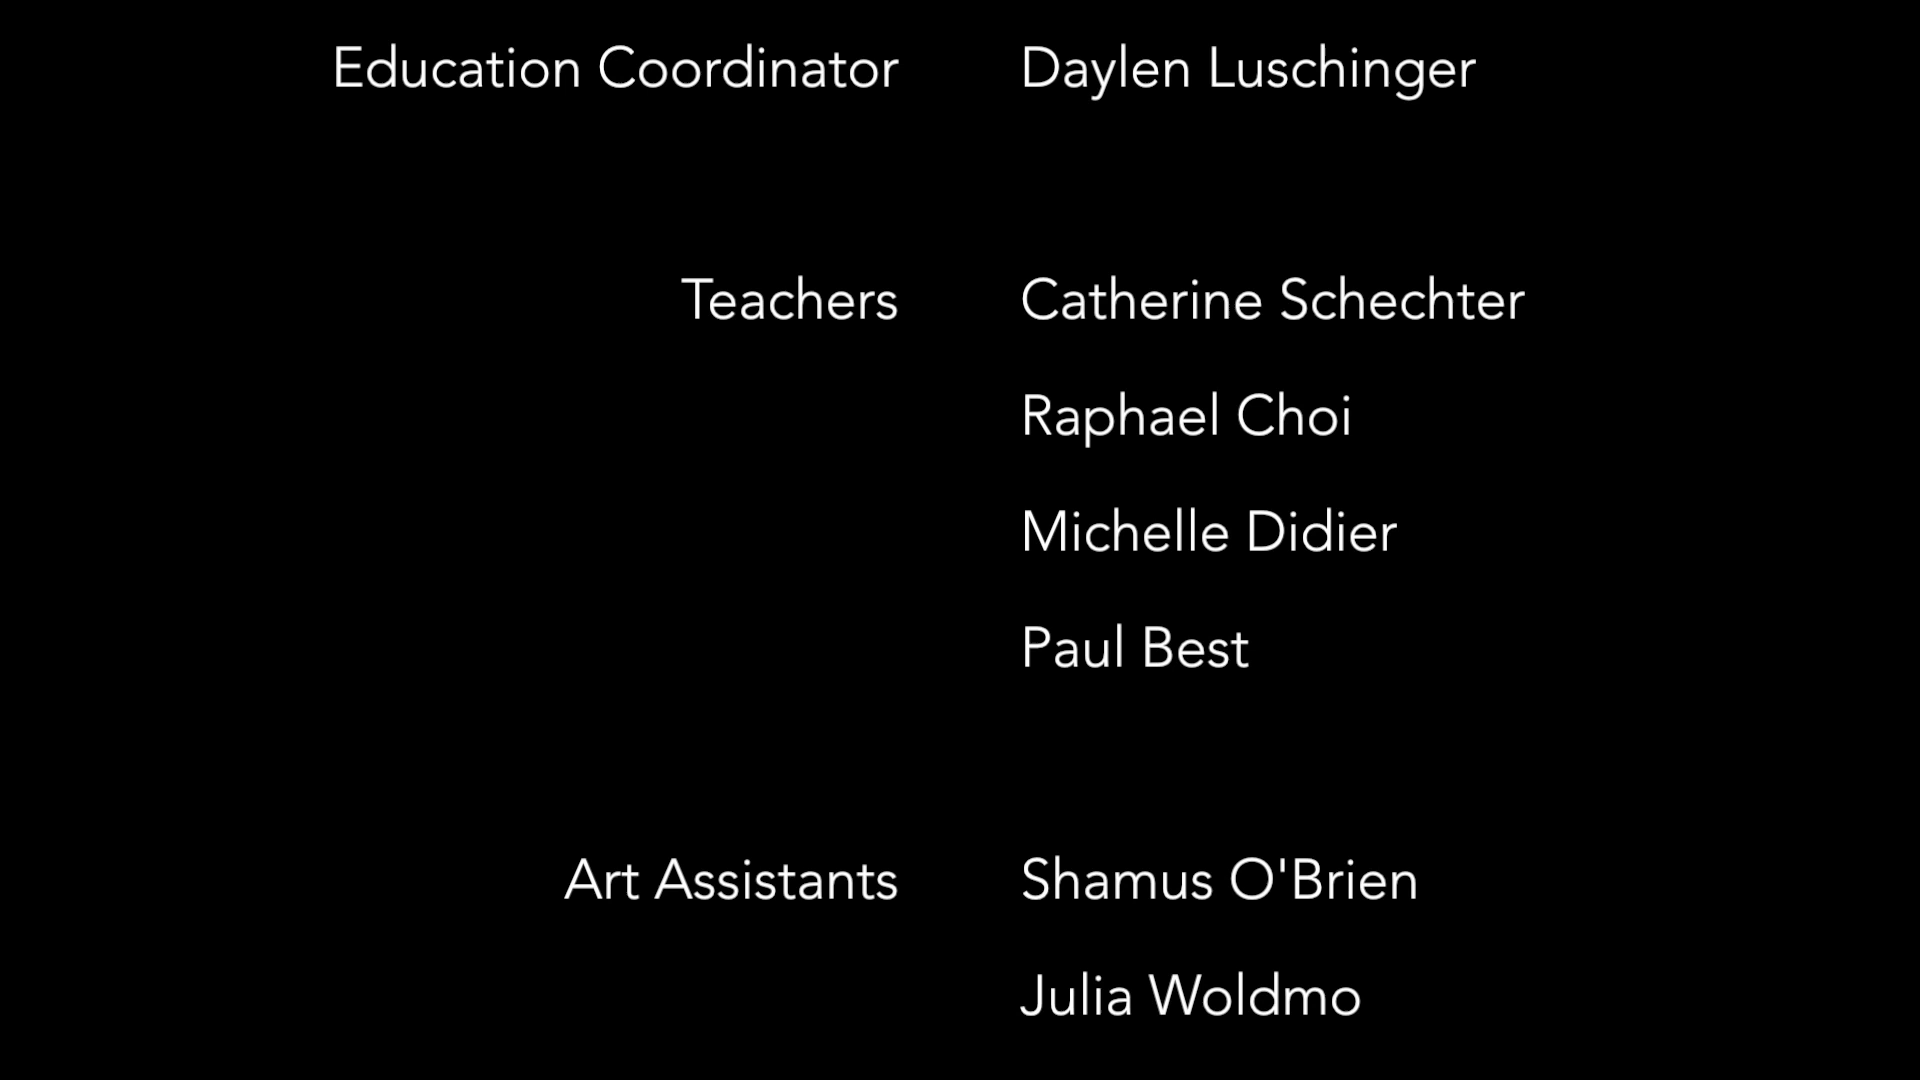 Education Coordinator Daylen Luschinger
Teachers Catherine Schechter
Raphael Choi
Michelle Didier
Paul Best
Art Assistants Shamus O'Brien
Julia Woldmo